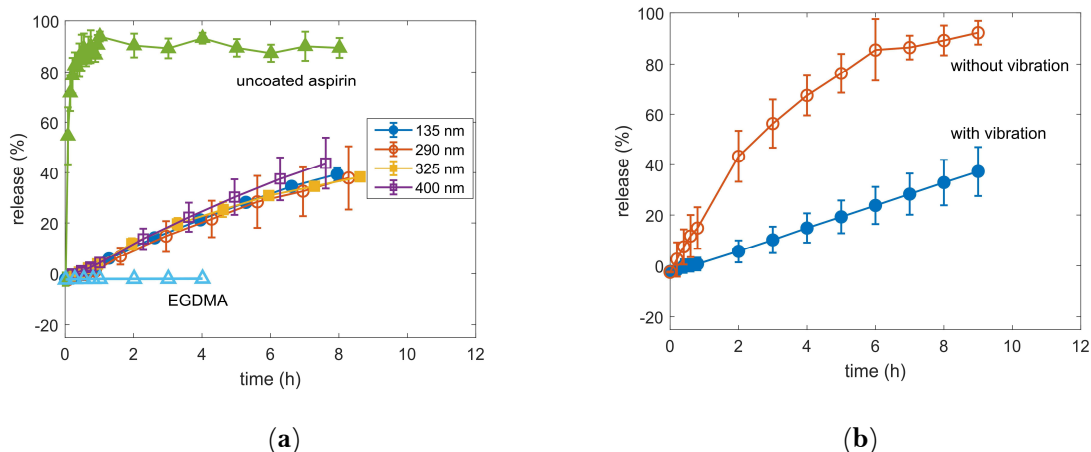 100
80
60
40
20
0
-20
release (%)
uncoated aspirin
135 nm
290 nm
325 nm
400 nm
EGDMA
0 2 4 6 8 10 12
time (h)
(a)
100
80
60
40
20
0
-20
release (%)
without vibration
with vibration
0 2 4 6 8 10 12
time (h)
(b)